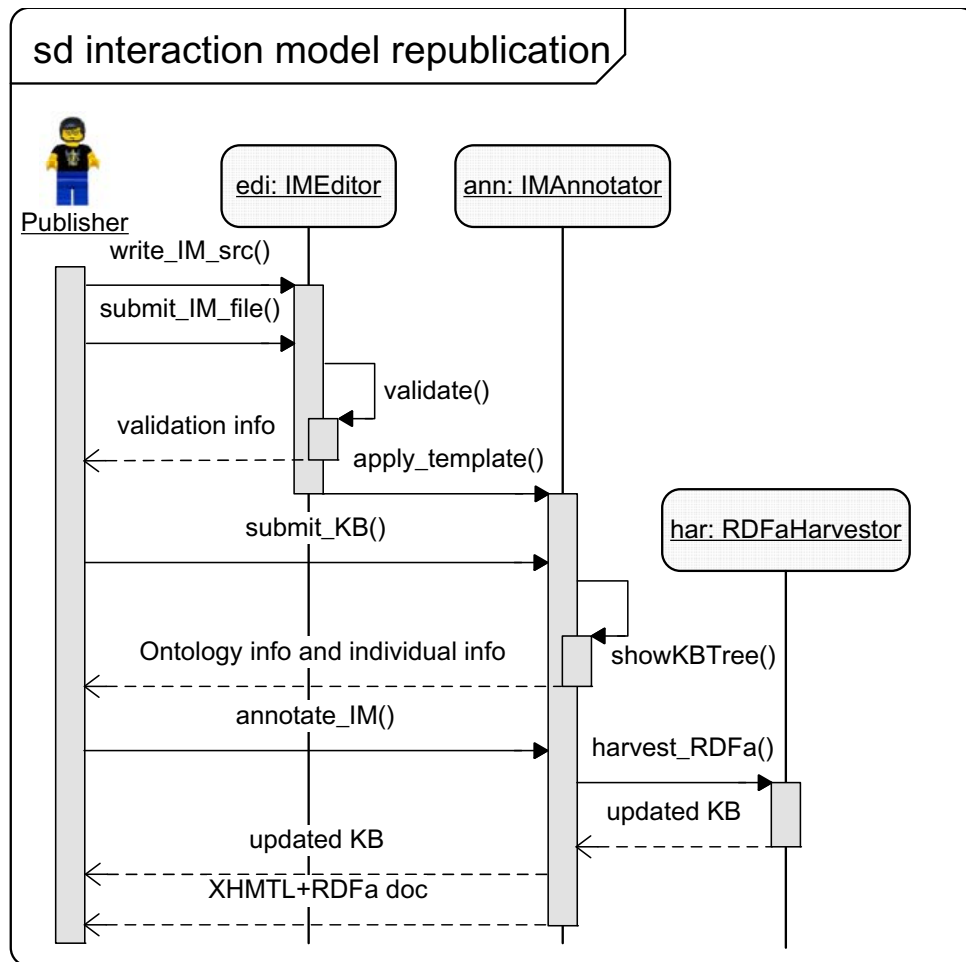 sd interaction model republication
Publisher
edi: IMEditor
ann: IMAnnotator
write_IM_src()
submit_IM_file()
validate()
validation info
apply_template()
submit_KB()
har: RDFaHarvestor
Ontology info and individual info
showKBTree()
annotate_IM()
harvest_RDFa()
updated KB
updated KB
XHMTL+RDFa doc